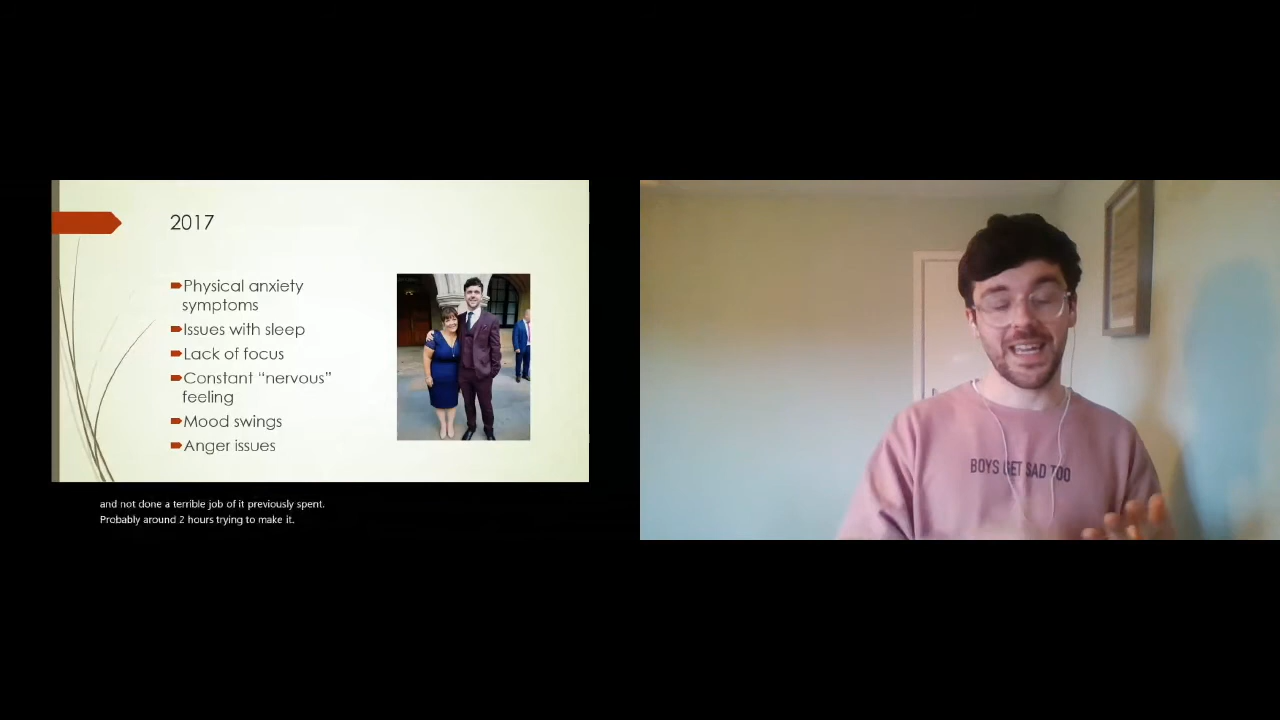 2017
Physical anxiety
symptoms
Issues with sleep
Lack of focus
Constant “nervous”
feeling
Mood swings
Anger issues
and not done a terrible job of it previously spent.
Probably around 2 hours trying to make it.
BOYS GET SAD TOO